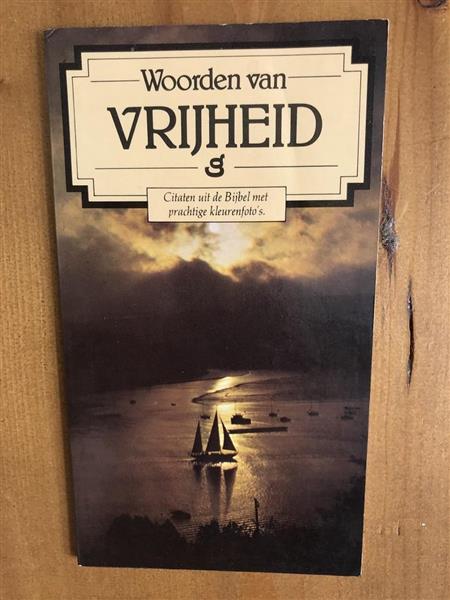 Woorden van
VRIJHEID
Citaten uit de Bijbel met
prachtige kleurenfoto's.